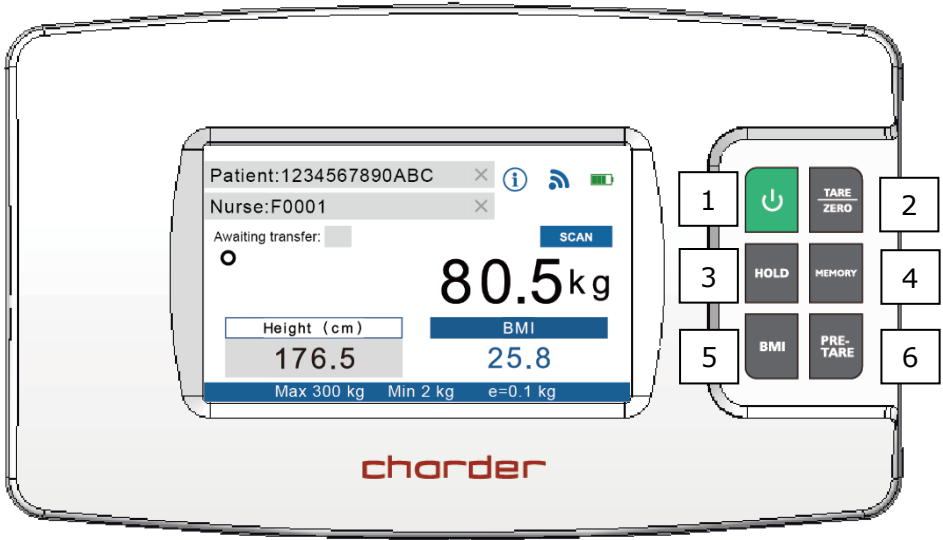 Patient:1234567890ABC ×
Nurse:F0001 ×
Awaiting transfer:
SCAN
80.5kg
Height (cm) BMI
176.5 25.8
Max 300 kg Min 2 kg e=0.1 kg
charder
1 TARE ZERO 2
3 HOLD MEMORY 4
5 BMI PRE-TARE 6